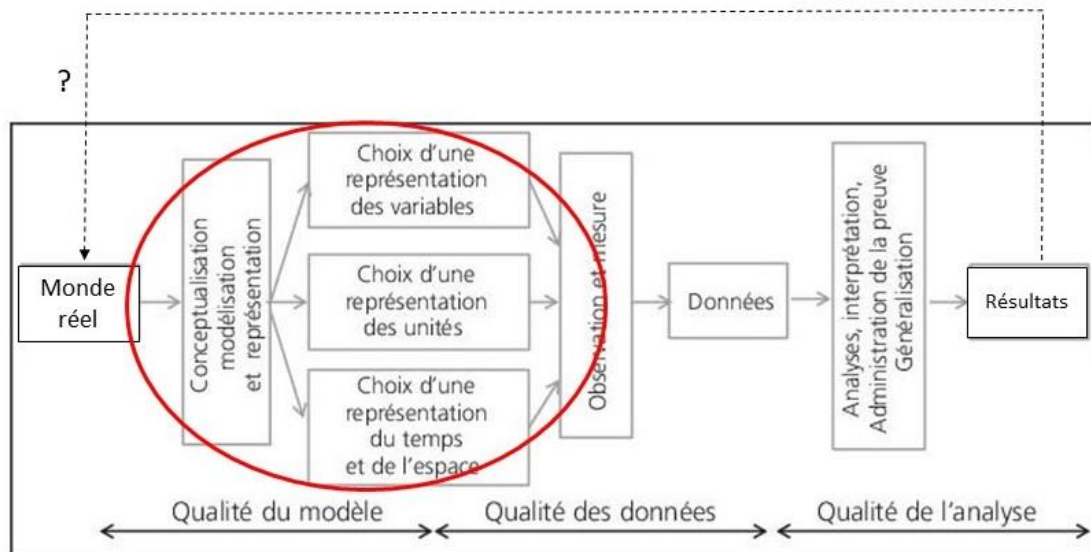 ?
Monde
réel
Conceptualisation
modélisation
et représentation
Choix d'une
représentation
des variables
Choix d'une
représentation
des unités
Choix d'une
représentation
du temps
et de l'espace
Observation et mesure
Données
Analyses, interprétation,
Administration de la preuve
Généralisation
Résultats
Qualité du modèle
Qualité des données
Qualité de l'analyse